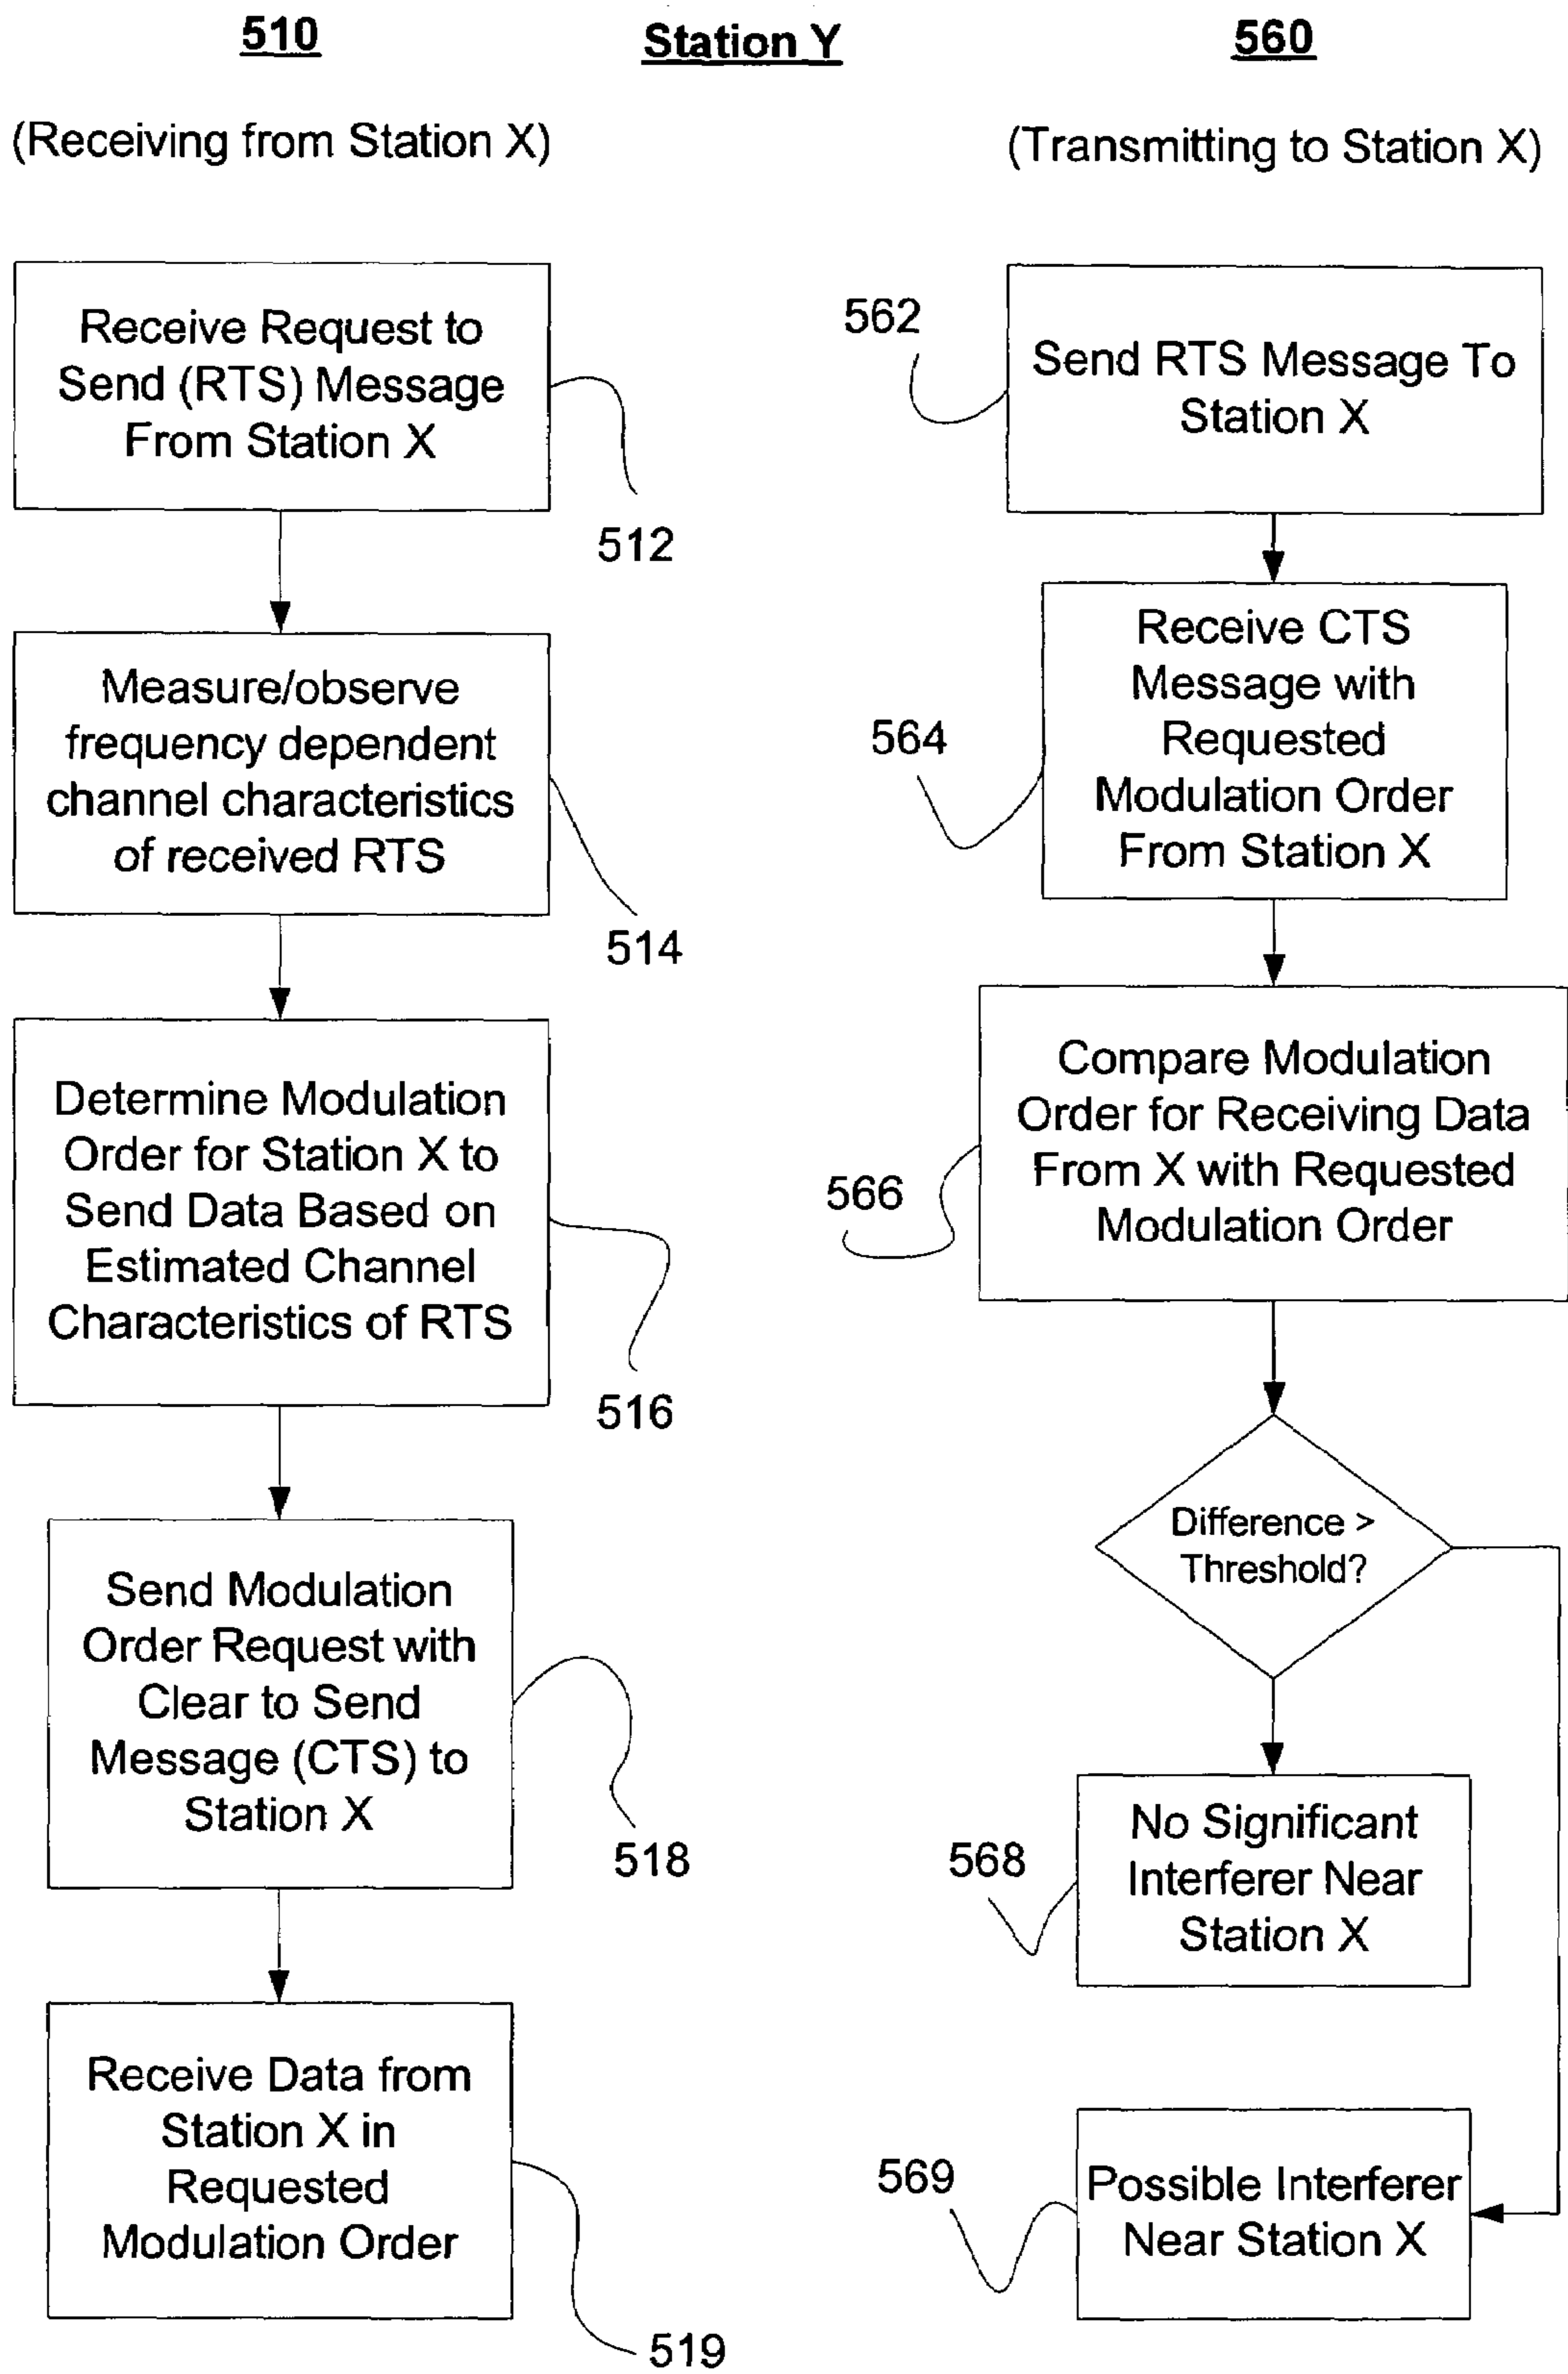 510
Station Y
560
(Receiving from Station X)
(Transmitting to Station X)
Receive Request to
Send (RTS) Message
From Station X
512
Measure/observe
frequency dependent
channel characteristics
of received RTS
514
Determine Modulation
Order for Station X to
Send Data Based on
Estimated Channel
Characteristics of RTS
516
Send Modulation
Order Request with
Clear to Send
Message (CTS) to
Station X
518
Receive Data from
Station X in
Requested
Modulation Order
519
562
Send RTS Message To
Station X
564
Receive CTS
Message with
Requested
Modulation Order
From Station X
566
Compare Modulation
Order for Receiving Data
From X with Requested
Modulation Order
Difference >
Threshold?
568
No Significant
Interferer Near
Station X
569
Possible Interferer
Near Station X